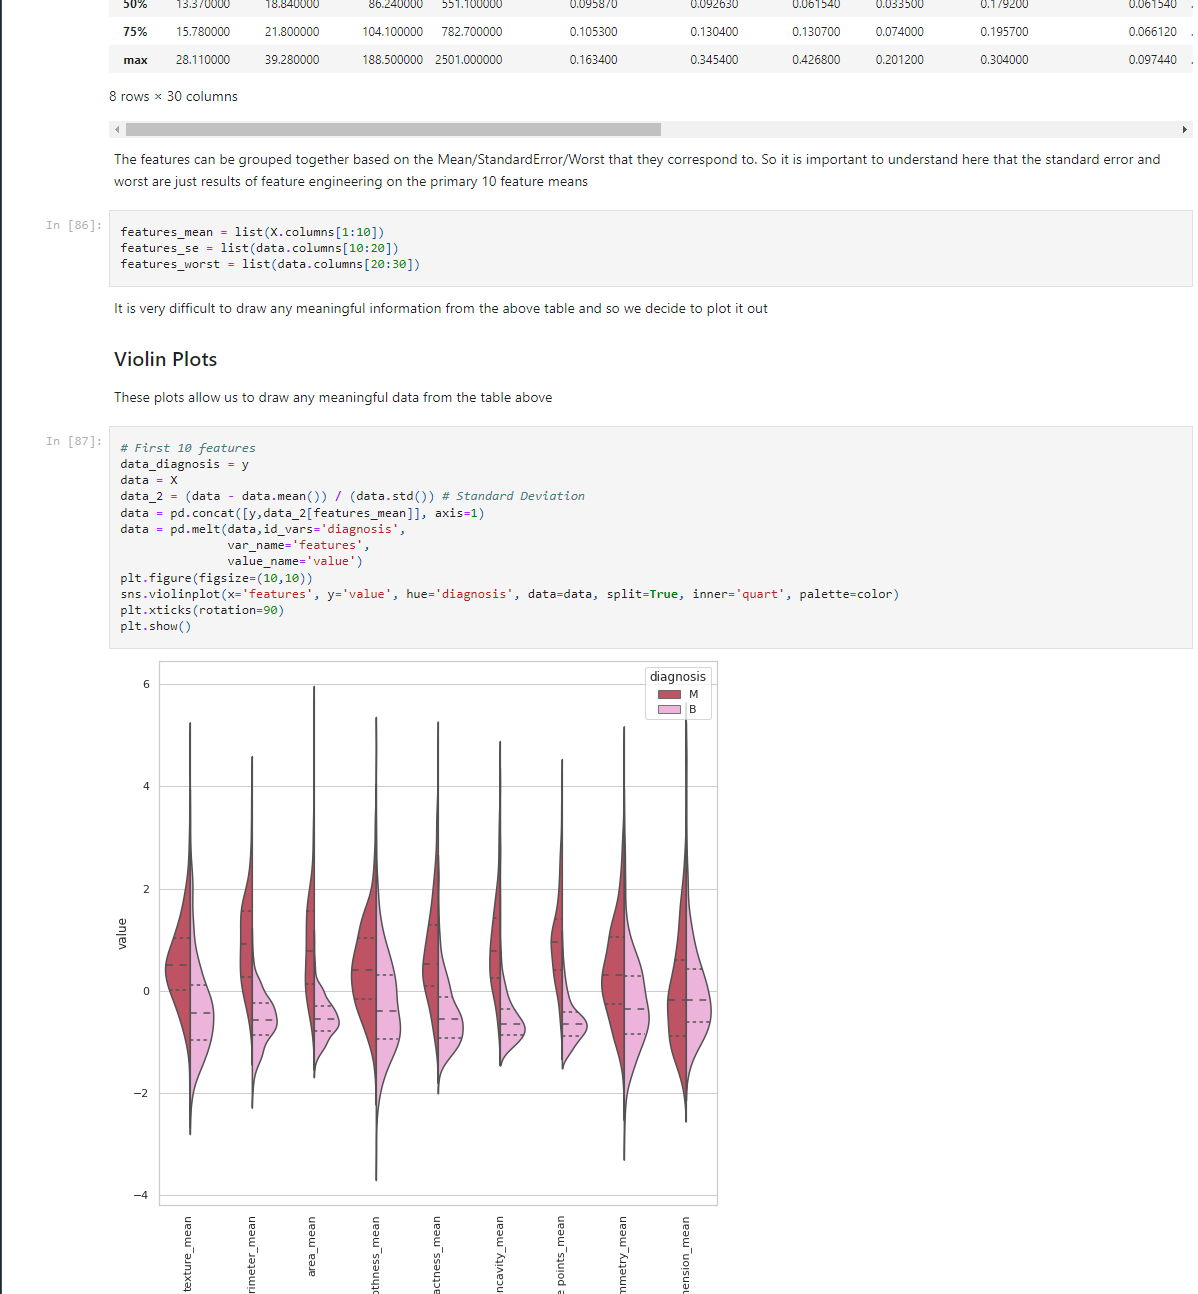 50% 13.370000 18.840000 86.240000 551.100000 0.095870 0.092630 0.061540 0.033500 0.179200 0.061540
75% 15.780000 21.800000 104.100000 782.700000 0.105300 0.130400 0.130700 0.074000 0.195700 0.066120
max 28.110000 39.280000 188.500000 2501.000000 0.163400 0.345400 0.426800 0.201200 0.304000 0.097440
8 rows × 30 columns
The features can be grouped together based on the Mean/StandardError/Worst that they correspond to. So it is important to understand here that the standard error and
worst are just results of feature engineering on the primary 10 feature means
In [86]:
features_mean = list(X.columns[1:10])
features_se = list(data.columns[10:20])
features_worst = list(data.columns[20:30])
It is very difficult to draw any meaningful information from the above table and so we decide to plot it out
Violin Plots
These plots allow us to draw any meaningful data from the table above
In [87]:
# First 10 features
data_diagnosis = y
data = X
data_2 = (data - data.mean()) / (data.std()) # Standard Deviation
data = pd.concat([y,data_2[features_mean]], axis=1)
data = pd.melt(data,id_vars='diagnosis',
var_name='features',
value_name='value')
plt.figure(figsize=(10,10))
sns.violinplot(x='features', y='value', hue='diagnosis', data=data, split=True, inner='quart', palette=color)
plt.xticks(rotation=90)
plt.show()
diagnosis
M
B
6
4
2
0
−2
−4
value
texture_mean
rimeter_mean
area_mean
othness_mean
actness_mean
ncavity_mean
e points_mean
mmetry_mean
ension_mean